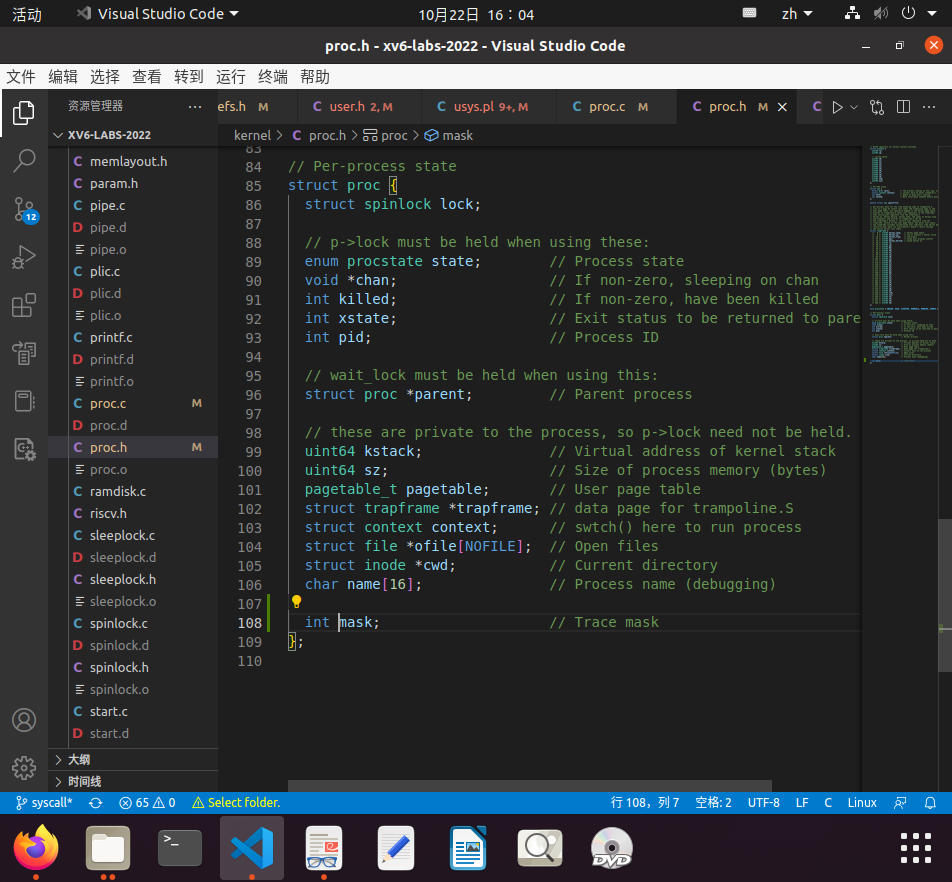 活动 Visual Studio Code 10月22日 16：04 zh
proc.h - xv6-labs-2022 - Visual Studio Code
文件 编辑 选择 查看 转到 运行 终端 帮助
资源管理器 ··· efs.h M C user.h 2, M C usys.pl 9+, M C proc.c M C proc.h M C ···
XV6-LABS-2022
kernel > C proc.h > proc > mask
C memlayout.h
C param.h
C pipe.c
D pipe.d
pipe.o
C plic.c
D plic.d
plic.o
C printf.c
D printf.d
printf.o
C proc.c M
D proc.d
C proc.h M
proc.o
C ramdisk.c
C riscv.h
C sleeplock.c
D sleeplock.d
C sleeplock.h
sleeplock.o
C spinlock.c
D spinlock.d
C spinlock.h
spinlock.o
C start.c
D start.d
大纲
时间线
12
83
84 // Per-process state
85 struct proc {
86 struct spinlock lock;
87
88 // p->lock must be held when using these:
89 enum procstate state; // Process state
90 void *chan; // If non-zero, sleeping on chan
91 int killed; // If non-zero, have been killed
92 int xstate; // Exit status to be returned to pare
93 int pid; // Process ID
94
95 // wait_lock must be held when using this:
96 struct proc *parent; // Parent process
97
98 // these are private to the process, so p->lock need not be held.
99 uint64 kstack; // Virtual address of kernel stack
100 uint64 sz; // Size of process memory (bytes)
101 pagetable_t pagetable; // User page table
102 struct trapframe *trapframe; // data page for trampoline.S
103 struct context context; // swtch() here to run process
104 struct file *ofile[NOFILE]; // Open files
105 struct inode *cwd; // Current directory
106 char name[16]; // Process name (debugging)
107
108 int mask; // Trace mask
109 };
110
syscall* 65 0 Select folder. 行 108，列 7 空格: 2 UTF-8 LF C Linux
>_
DVD